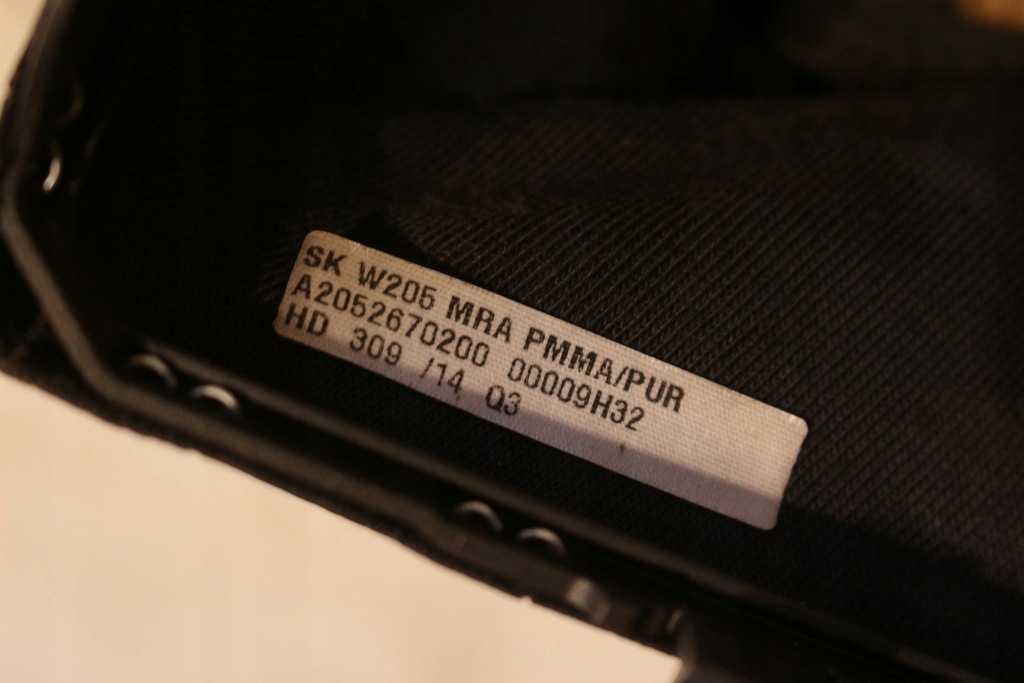 SK W205 MRA PMMA/PUR
A2052670200 00009H32
HD 309 /14 Q3